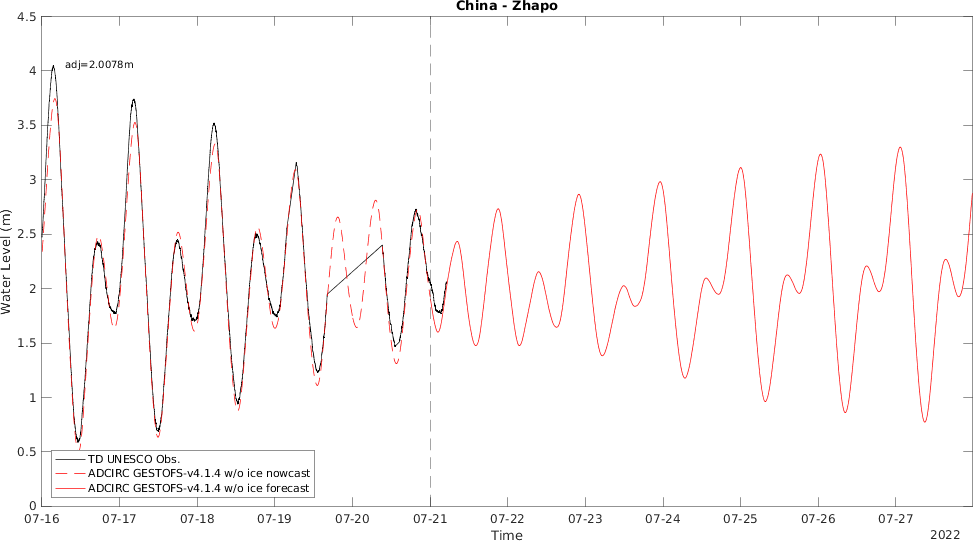 China - Zhapo
adj=2.0078m
4.5
4
3.5
3
2.5
2
1.5
1
0.5
0
Water Level (m)
TD UNESCO Obs.
ADCIRC GESTOFS-v4.1.4 w/o ice nowcast
ADCIRC GESTOFS-v4.1.4 w/o ice forecast
07-16 07-17 07-18 07-19 07-20 07-21 07-22 07-23 07-24 07-25 07-26 07-27
Time
2022